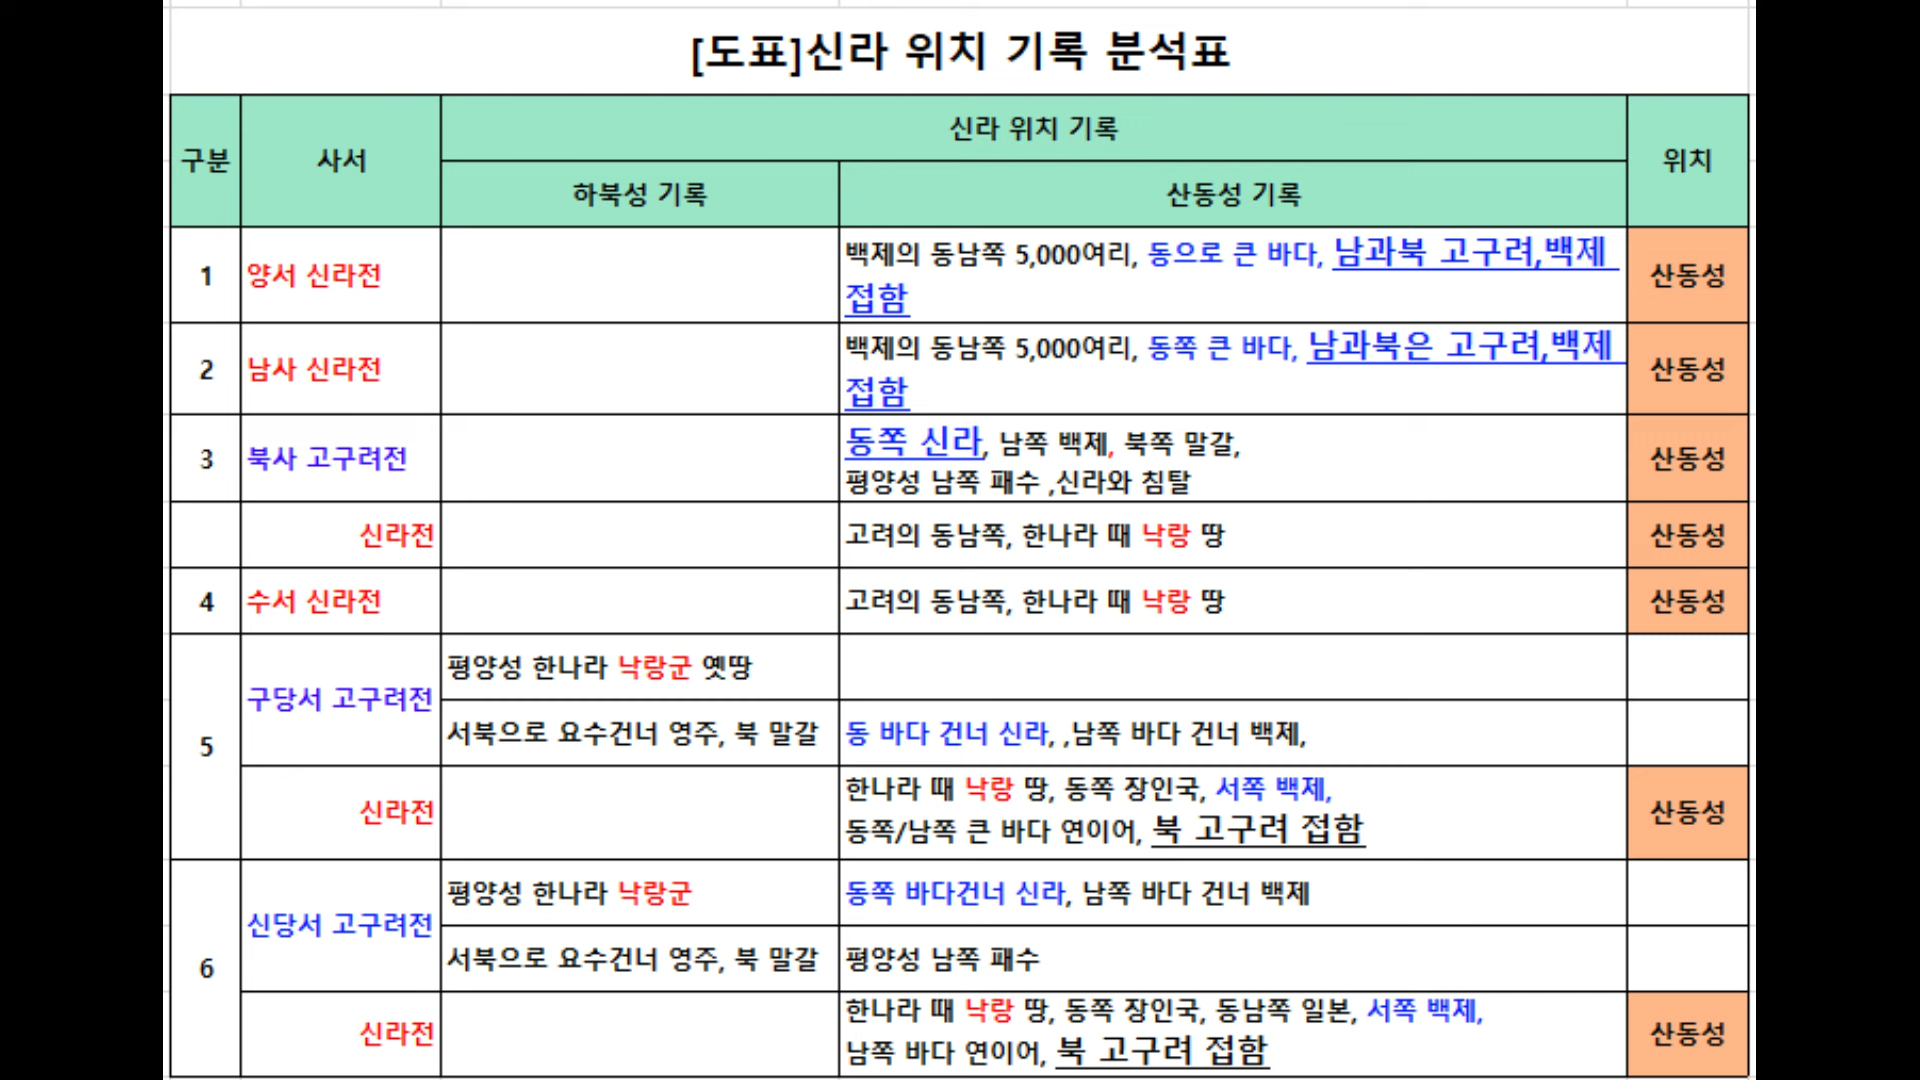 [도표]신라 위치 기록 분석표
구분
사서
신라 위치 기록
위치
하북성 기록
산동성 기록
1
양서 신라전
백제의 동남쪽 5,000여리, 동으로 큰 바다, 남과북 고구려,백제
접함
산동성
2
남사 신라전
백제의 동남쪽 5,000여리, 동쪽 큰 바다, 남과북은 고구려,백제
접함
산동성
3
북사 고구려전
동쪽 신라, 남쪽 백제, 북쪽 말갈,
평양성 남쪽 패수 ,신라와 침탈
산동성
신라전
고려의 동남쪽, 한나라 때 낙랑 땅
산동성
4
수서 신라전
고려의 동남쪽, 한나라 때 낙랑 땅
산동성
5
구당서 고구려전
평양성 한나라 낙랑군 옛땅
서북으로 요수건너 영주, 북 말갈
동 바다 건너 신라, ,남쪽 바다 건너 백제,
신라전
한나라 때 낙랑 땅, 동쪽 장인국, 서쪽 백제,
동쪽/남쪽 큰 바다 연이어, 북 고구려 접함
산동성
6
신당서 고구려전
평양성 한나라 낙랑군
동쪽 바다건너 신라, 남쪽 바다 건너 백제
서북으로 요수건너 영주, 북 말갈
평양성 남쪽 패수
신라전
한나라 때 낙랑 땅, 동쪽 장인국, 동남쪽 일본, 서쪽 백제,
남쪽 바다 연이어, 북 고구려 접함
산동성